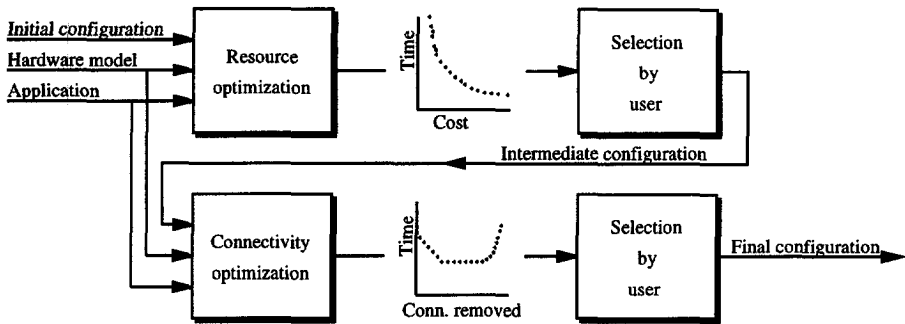 Initial configuration
Hardware model
Application
Resource
optimization
Time
Cost
Selection
by
user
Intermediate configuration
Connectivity
optimization
Time
Conn. removed
Selection
by
user
Final configuration